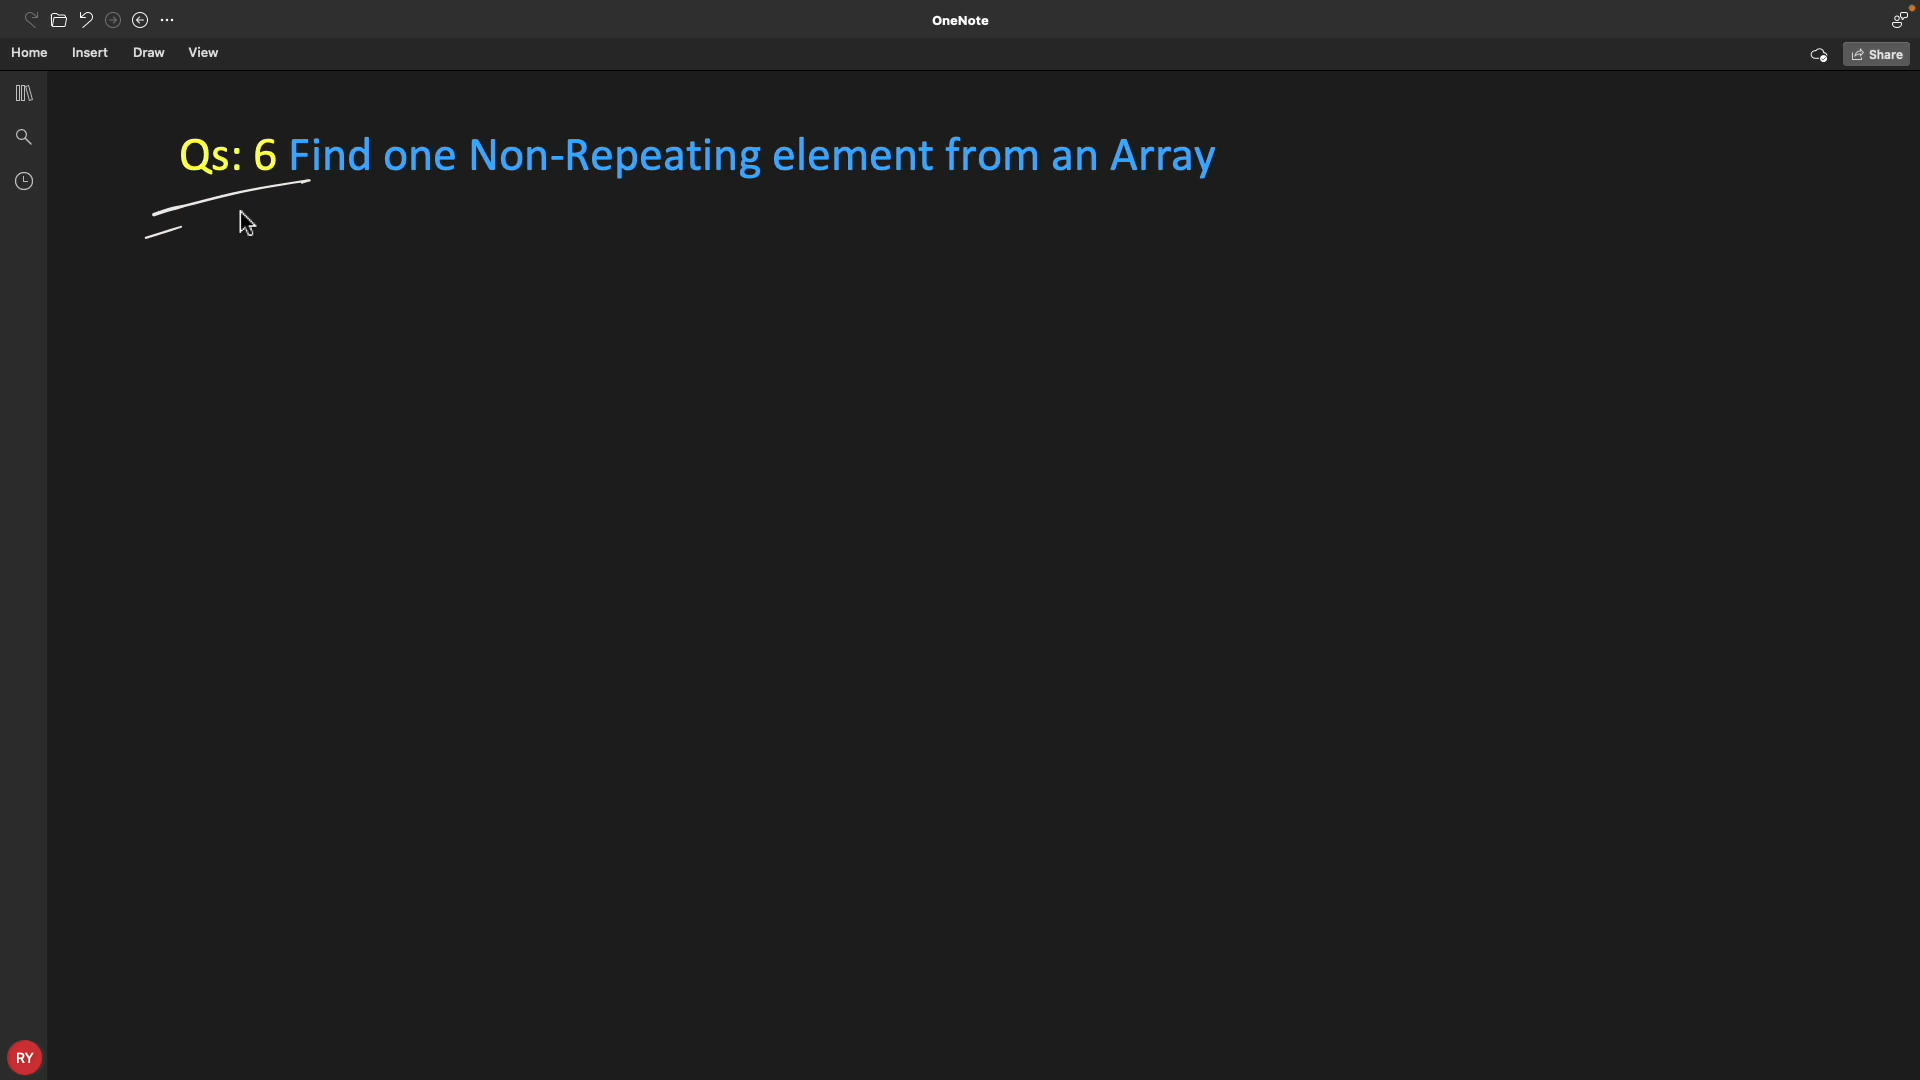 OneNote
Home Insert Draw View Share
Qs: 6 Find one Non-Repeating element from an Array
RY